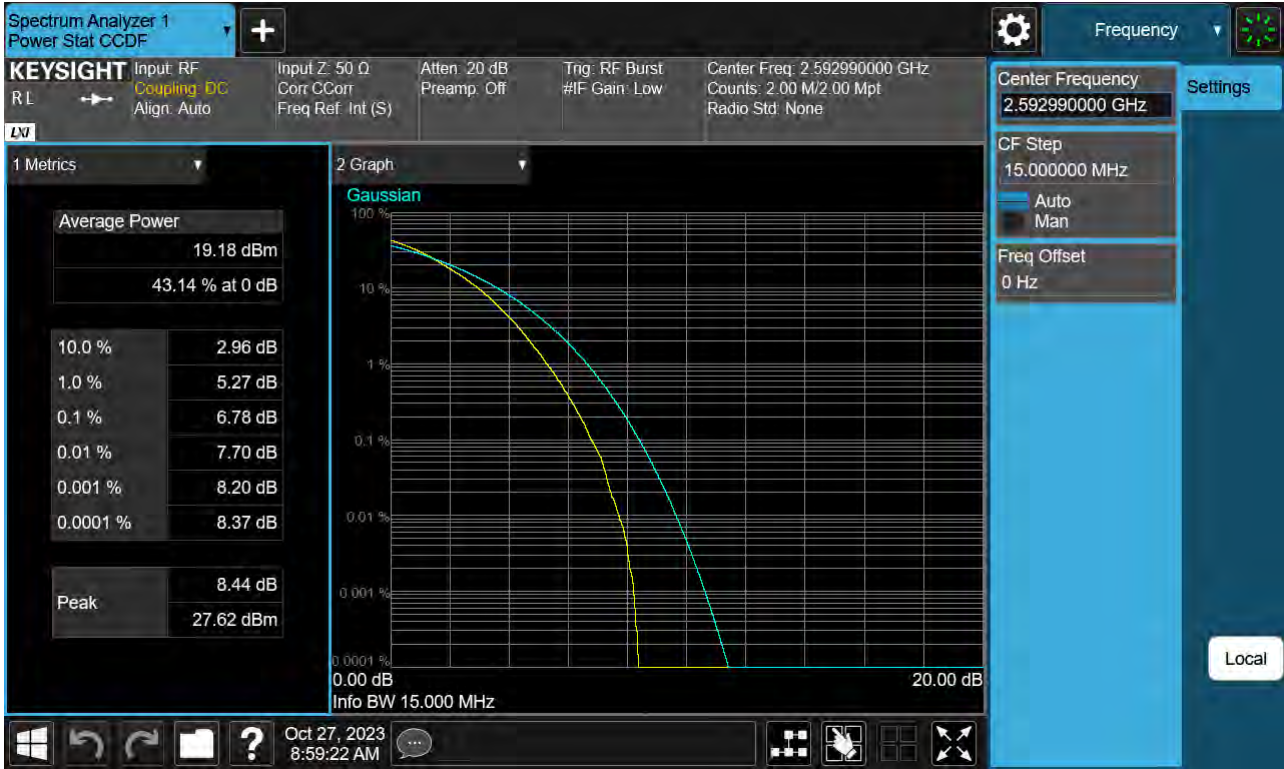 Spectrum Analyzer 1
Power Stat CCDF
+
Frequency
KEYSIGHT
R L
LXI
Input: RF
Coupling: DC
Align: Auto
Input Z: 50 Ω
Corr CCorr
Freq Ref: Int (S)
Atten: 20 dB
Preamp: Off
Trig: RF Burst
#IF Gain: Low
Center Freq: 2.592990000 GHz
Counts: 2.00 M/2.00 Mpt
Radio Std: None
Center Frequency
2.592990000 GHz
Settings
CF Step
15.000000 MHz
Auto
Man
Freq Offset
0 Hz
1 Metrics
Average Power
19.18 dBm
43.14 % at 0 dB
10.0 % 2.96 dB
1.0 % 5.27 dB
0.1 % 6.78 dB
0.01 % 7.70 dB
0.001 % 8.20 dB
0.0001 % 8.37 dB
Peak
8.44 dB
27.62 dBm
2 Graph
Gaussian
100 %
10 %
1 %
0.1 %
0.01 %
0.001 %
0.0001 %
0.00 dB 20.00 dB
Info BW 15.000 MHz
Local
?
Oct 27, 2023
8:59:22 AM